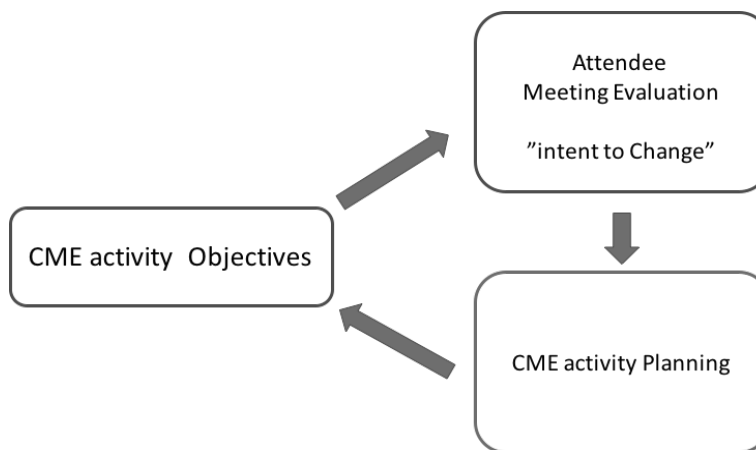 Attendee
Meeting Evaluation
”intent to Change”
CME activity  Objectives
CME activity Planning